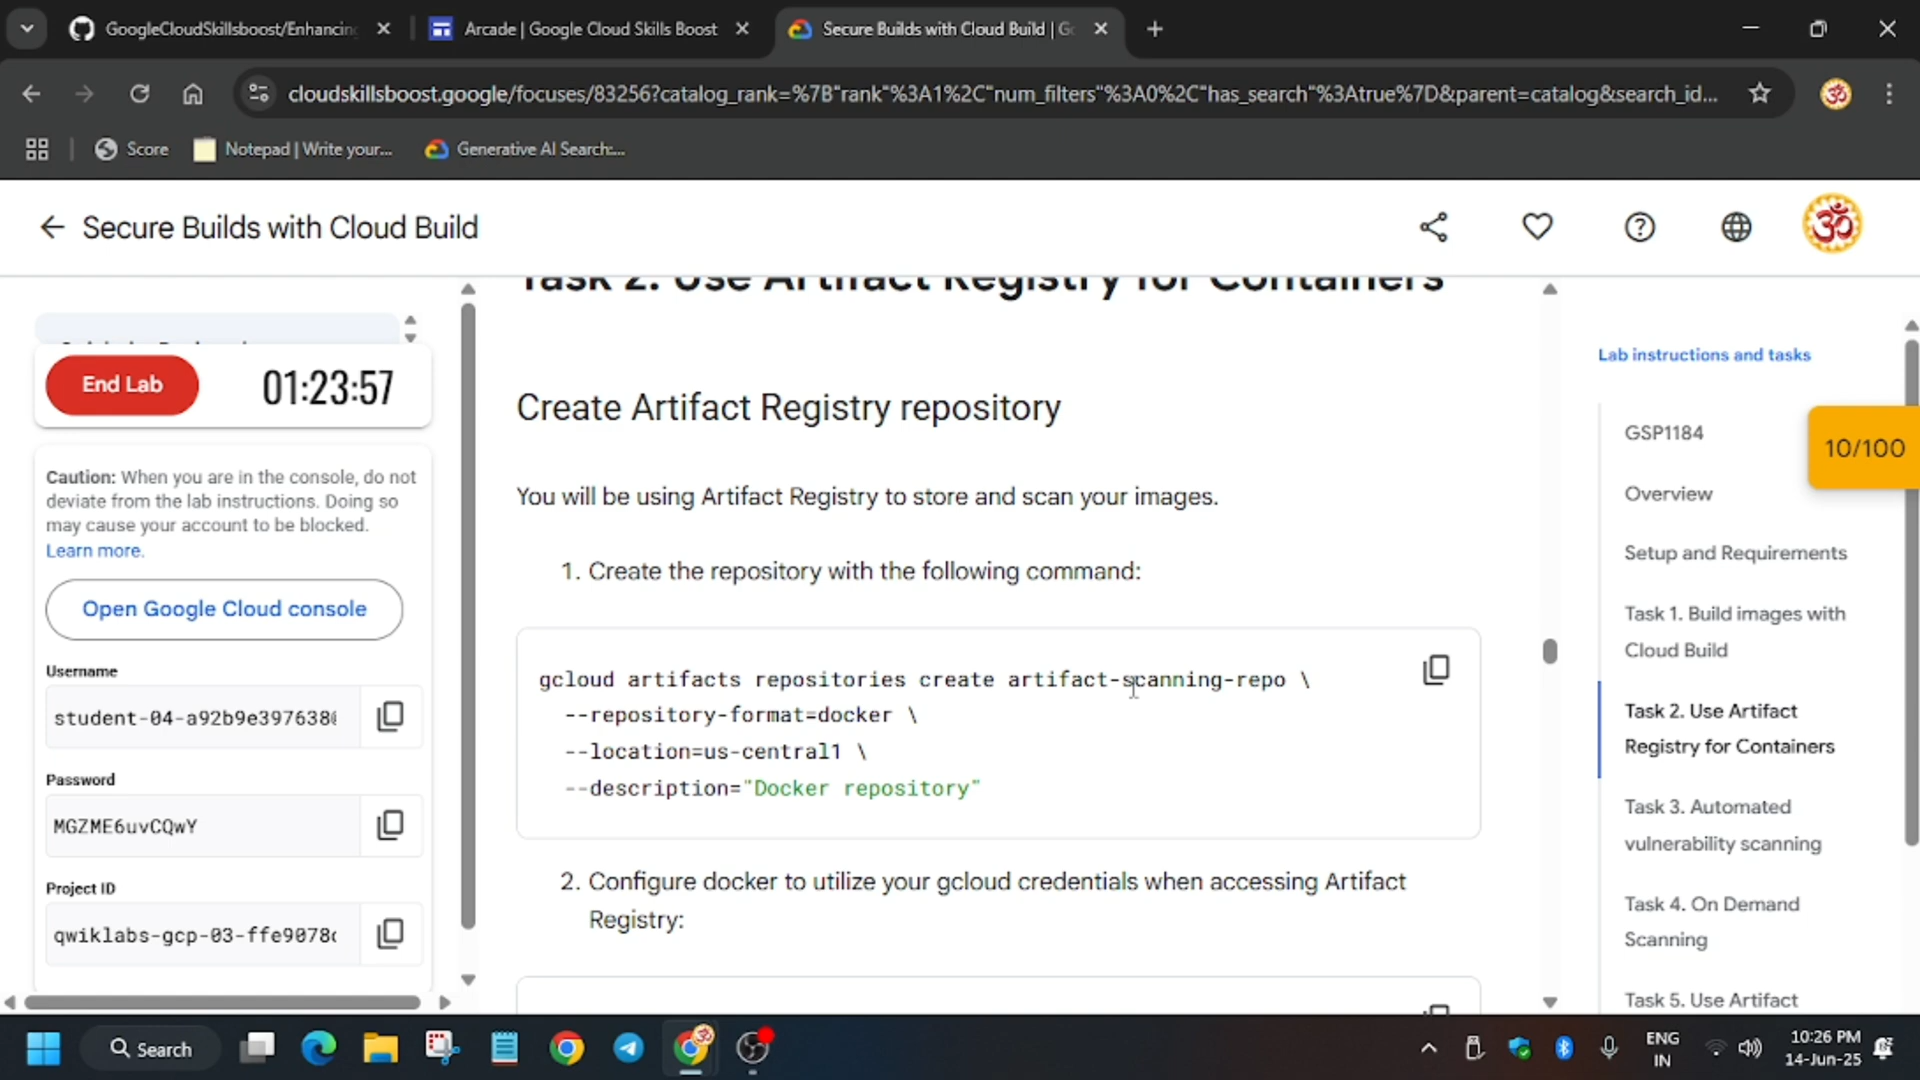 GoogleCloudSkillsboost/Enhancin
Arcade | Google Cloud Skills Boost
Secure Builds with Cloud Build | Go
cloudskillsboost.google/focuses/83256?catalog_rank=%7B"rank"%3A1%2C"num_filters"%3A0%2C"has_search"%3Atrue%7D&parent=catalog&search_id...
Score
Notepad | Write your...
Generative AI Search:...
Secure Builds with Cloud Build
End Lab
01:23:57
Caution: When you are in the console, do not
deviate from the lab instructions. Doing so
may cause your account to be blocked.
Learn more.
Open Google Cloud console
Username
student-04-a92b9e397638
Password
MGZME6uvCQwY
Project ID
qwiklabs-gcp-03-ffe9078
Task 2. Use Artifact Registry for Containers
Create Artifact Registry repository
You will be using Artifact Registry to store and scan your images.
1. Create the repository with the following command:
gcloud artifacts repositories create artifact-scanning-repo \
--repository-format=docker \
--location=us-central1 \
--description="Docker repository"
2. Configure docker to utilize your gcloud credentials when accessing Artifact
Registry:
Lab instructions and tasks
10/100
GSP1184
Overview
Setup and Requirements
Task 1. Build images with
Cloud Build
Task 2. Use Artifact
Registry for Containers
Task 3. Automated
vulnerability scanning
Task 4. On Demand
Scanning
Task 5. Use Artifact
Search
ENG
IN
10:26 PM
14-Jun-25